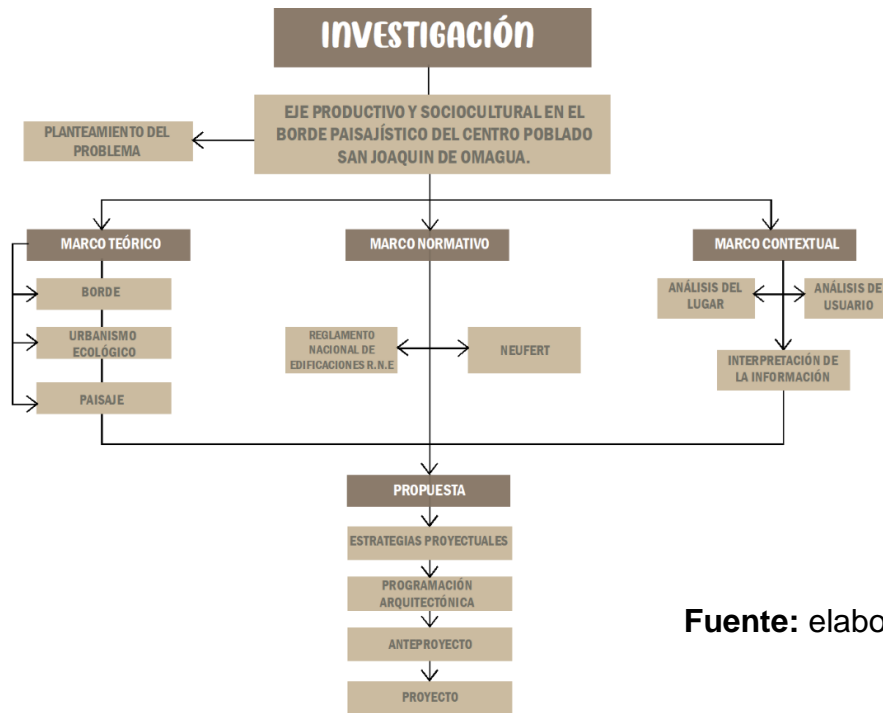 INVESTIGACIÓN
EJE PRODUCTIVO Y SOCIOCULTURAL EN EL
BORDE PAISAJÍSTICO DEL CENTRO POBLADO
SAN JOAQUIN DE OMAGUA.
PLANTEAMIENTO DEL
PROBLEMA
MARCO TEÓRICO
BORDE
URBANISMO
ECOLÓGICO
PAISAJE
MARCO NORMATIVO
REGLAMENTO
NACIONAL DE
EDIFICACIONES R.N.E
NEUFERT
MARCO CONTEXTUAL
ANÁLISIS DEL
LUGAR
ANÁLISIS DE
USUARIO
INTERPRETACIÓN DE
LA INFORMACIÓN
PROPUESTA
ESTRATEGIAS PROYECTUALES
PROGRAMACIÓN
ARQUITECTÓNICA
ANTEPROYECTO
PROYECTO
Fuente: elabo